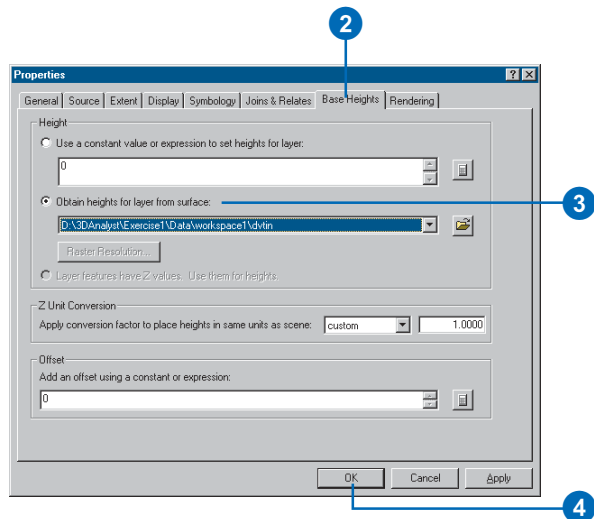 2
Properties
General Source Extent Display Symbology Joins & Relates Base Heights Rendering
Height
Use a constant value or expression to set heights for layer:
0
Obtain heights for layer from surface:
3
D:\3DAnalyst\Exercise1\Data\workspace1\dvtin
Raster Resolution...
Layer features have Z values. Use them for heights.
Z Unit Conversion
Apply conversion factor to place heights in same units as scene: custom 1.0000
Offset
Add an offset using a constant or expression:
0
OK Cancel Apply
4